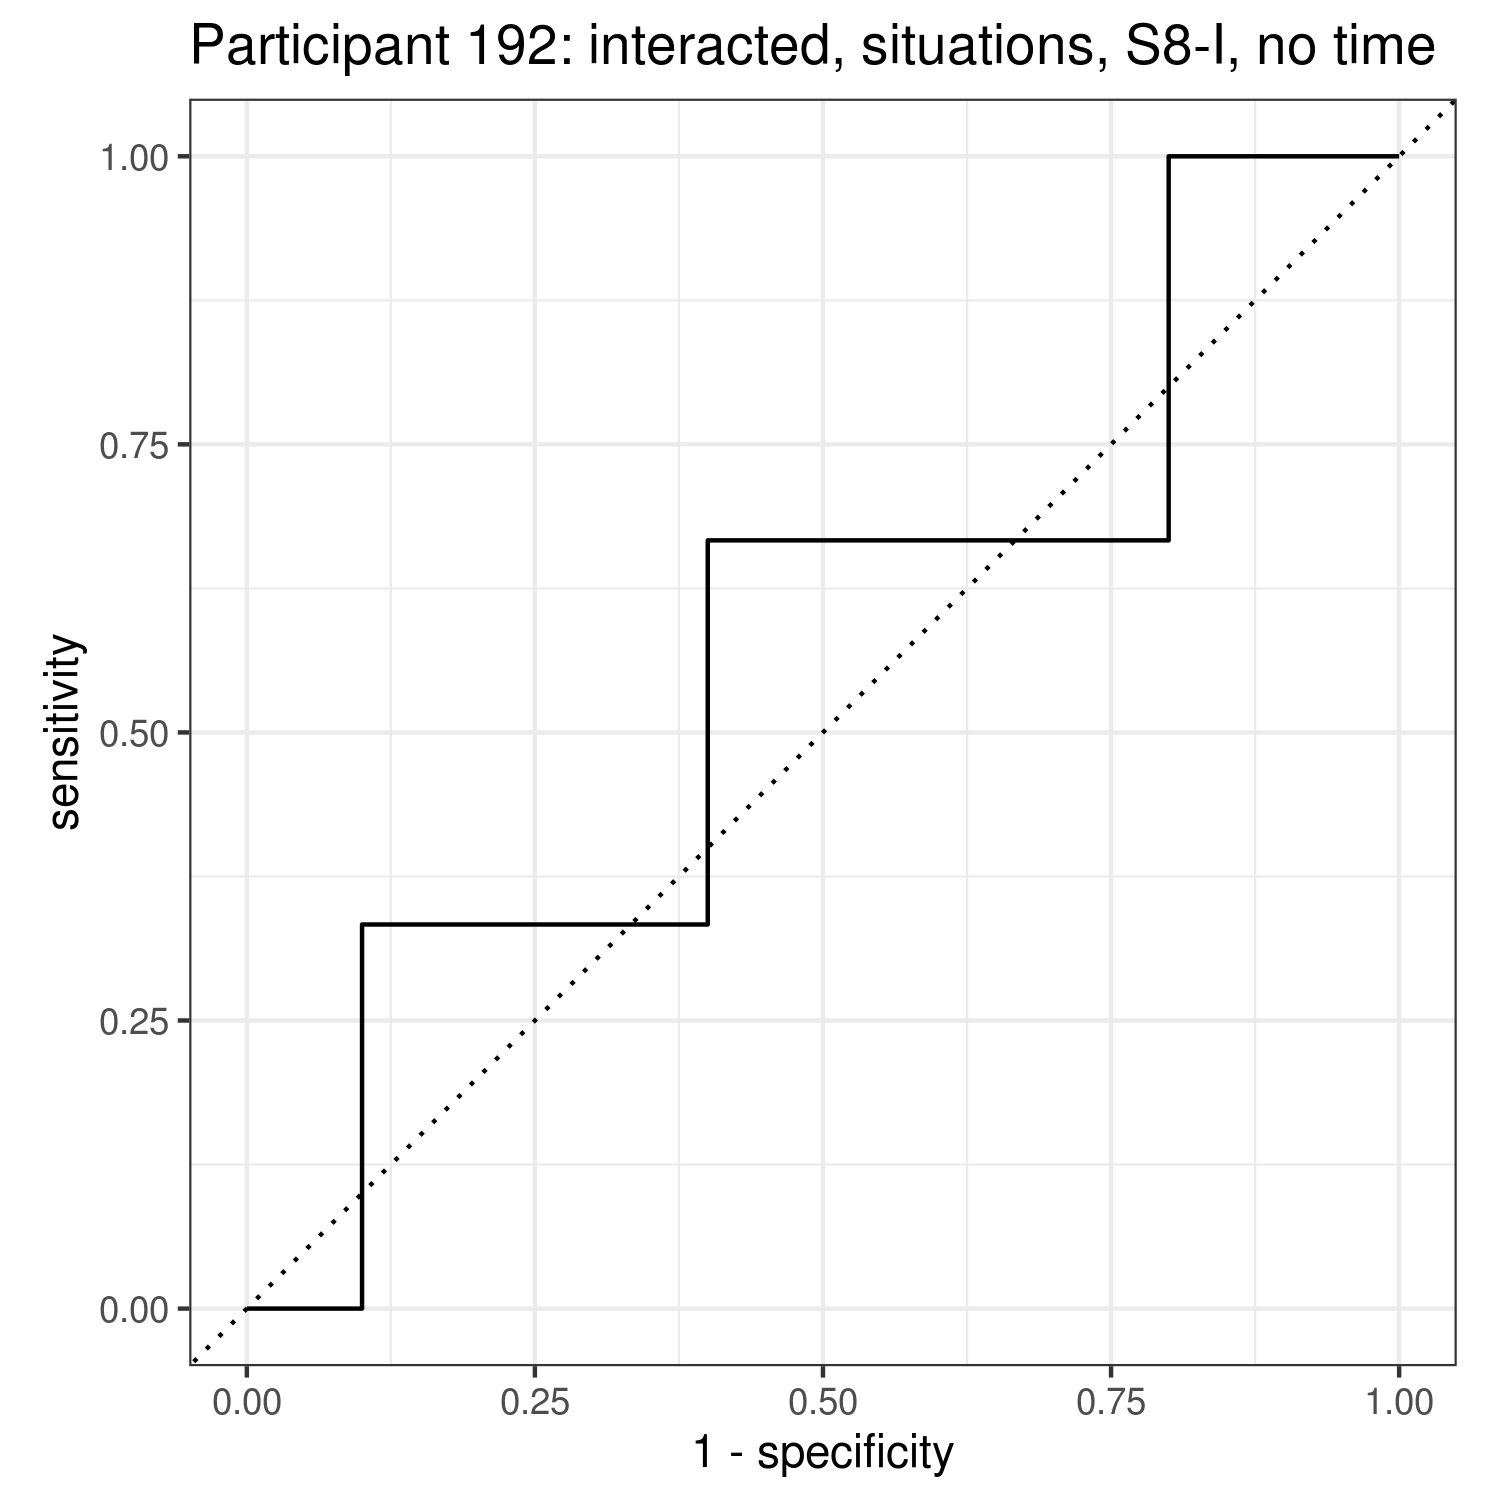 Participant 192: interacted, situations, S8-I, no time
1.00
0.75
0.50
0.25
0.00
sensitivity
0.00 0.25 0.50 0.75 1.00
1 - specificity